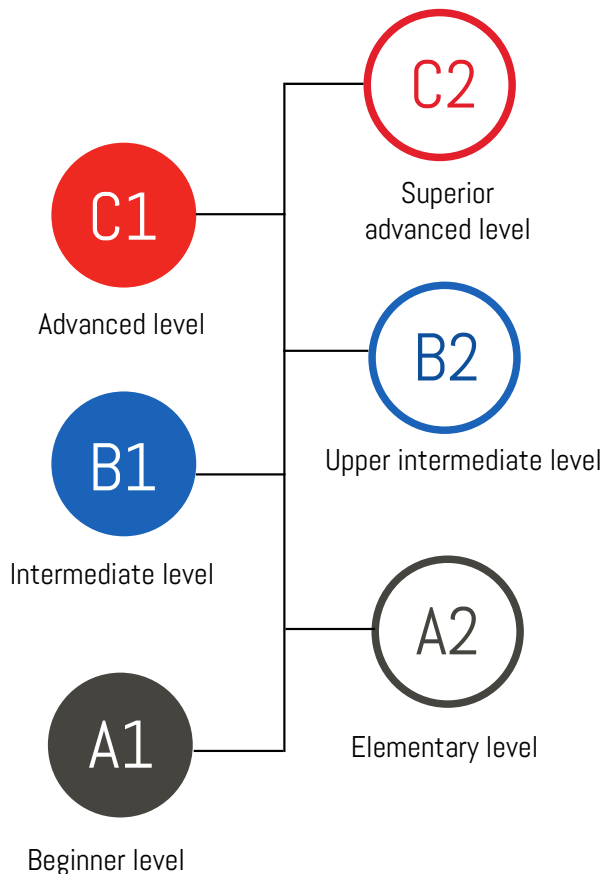 C2
Superior
advanced level
C1
Advanced level
B2
Upper intermediate level
B1
Intermediate level
A2
Elementary level
A1
Beginner level